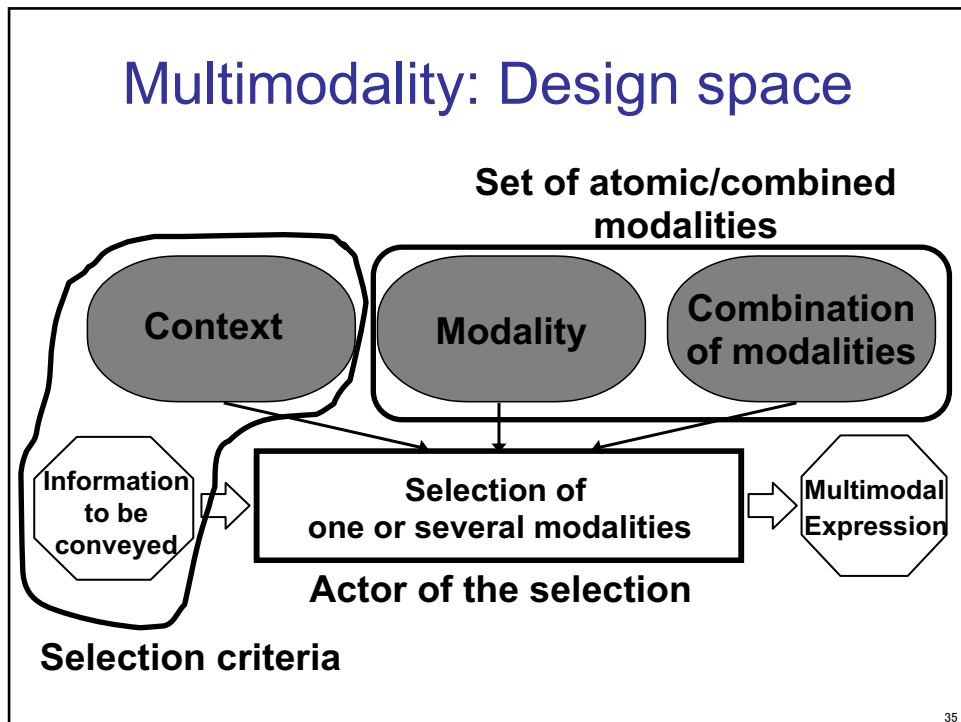 Multimodality: Design space
Set of atomic/combined
modalities
Context
Modality
Combination
of modalities
Information
to be
conveyed
Selection of
one or several modalities
Multimodal
Expression
Actor of the selection
Selection criteria
35